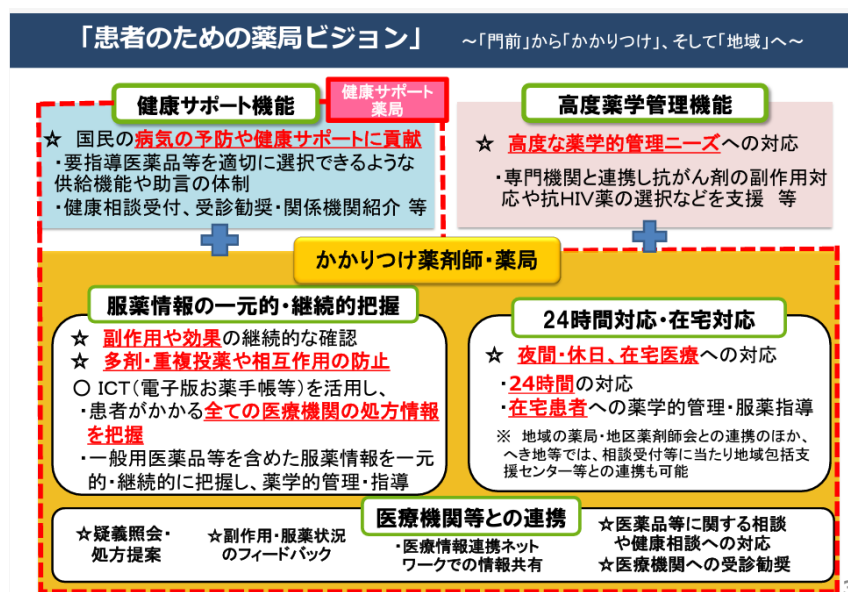 「患者のための薬局ビジョン」 ～「門前」から「かかりつけ」、そして「地域」へ～
健康サポート機能
健康サポート
薬局
☆ 国民の病気の予防や健康サポートに貢献
・要指導医薬品等を適切に選択できるような
供給機能や助言の体制
・健康相談受付、受診勧奨・関係機関紹介 等
高度薬学管理機能
☆ 高度な薬学的管理ニーズへの対応
・専門機関と連携し抗がん剤の副作用対
応や抗HIV薬の選択などを支援 等
かかりつけ薬剤師・薬局
服薬情報の一元的・継続的把握
☆ 副作用や効果の継続的な確認
☆ 多剤・重複投薬や相互作用の防止
○ ICT(電子版お薬手帳等)を活用し、
・患者がかかる全ての医療機関の処方情報
を把握
・一般用医薬品等を含めた服薬情報を一元
的・継続的に把握し、薬学的管理・指導
24時間対応・在宅対応
☆ 夜間・休日、在宅医療への対応
・24時間の対応
・在宅患者への薬学的管理・服薬指導
※ 地域の薬局・地区薬剤師会との連携のほか、
へき地等では、相談受付等に当たり地域包括支
援センター等との連携も可能
医療機関等との連携
☆疑義照会・
処方提案
☆副作用・服薬状況
のフィードバック
・医療情報連携ネット
ワークでの情報共有
☆医薬品等に関する相談
や健康相談への対応
☆医療機関への受診勧奨